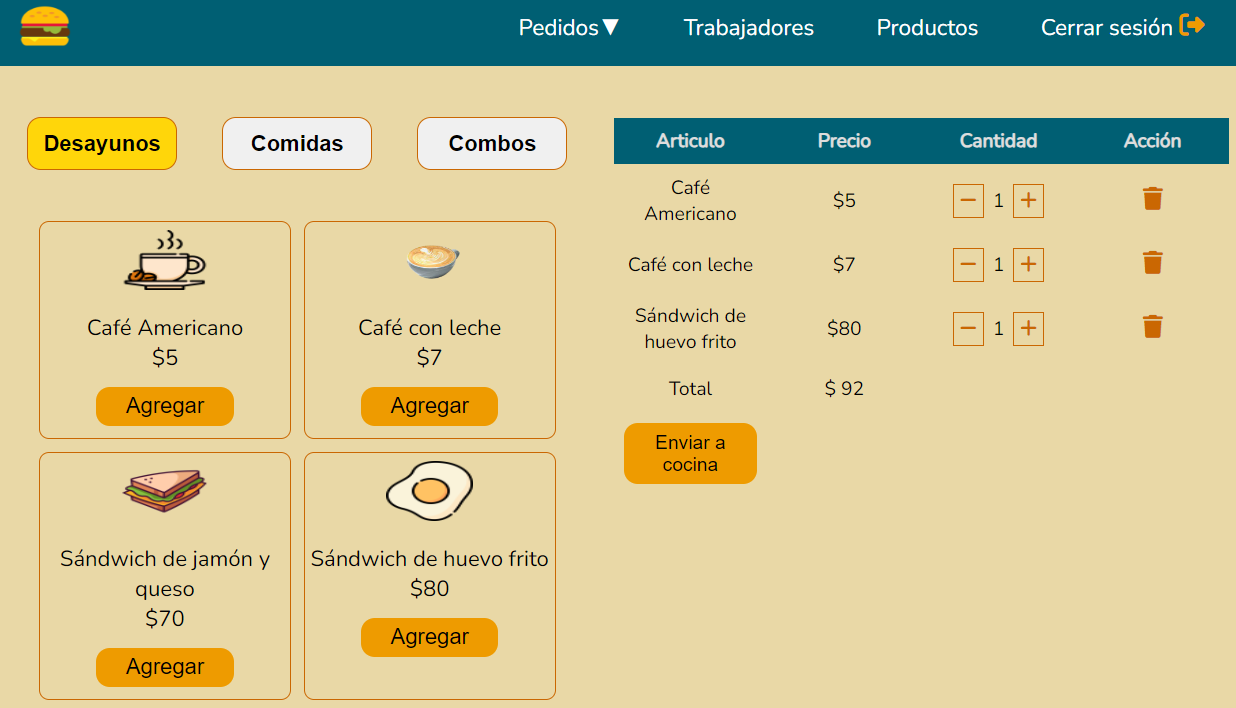 Pedidos▼ Trabajadores Productos Cerrar sesión
Desayunos Comidas Combos
Café Americano
$5
Agregar
Café con leche
$7
Agregar
Sándwich de jamón y
queso
$70
Agregar
Sándwich de huevo frito
$80
Agregar
Articulo Precio Cantidad Acción
Café
Americano
$5 − 1 +
Café con leche $7 − 1 +
Sándwich de
huevo frito
$80 − 1 +
Total $ 92
Enviar a
cocina